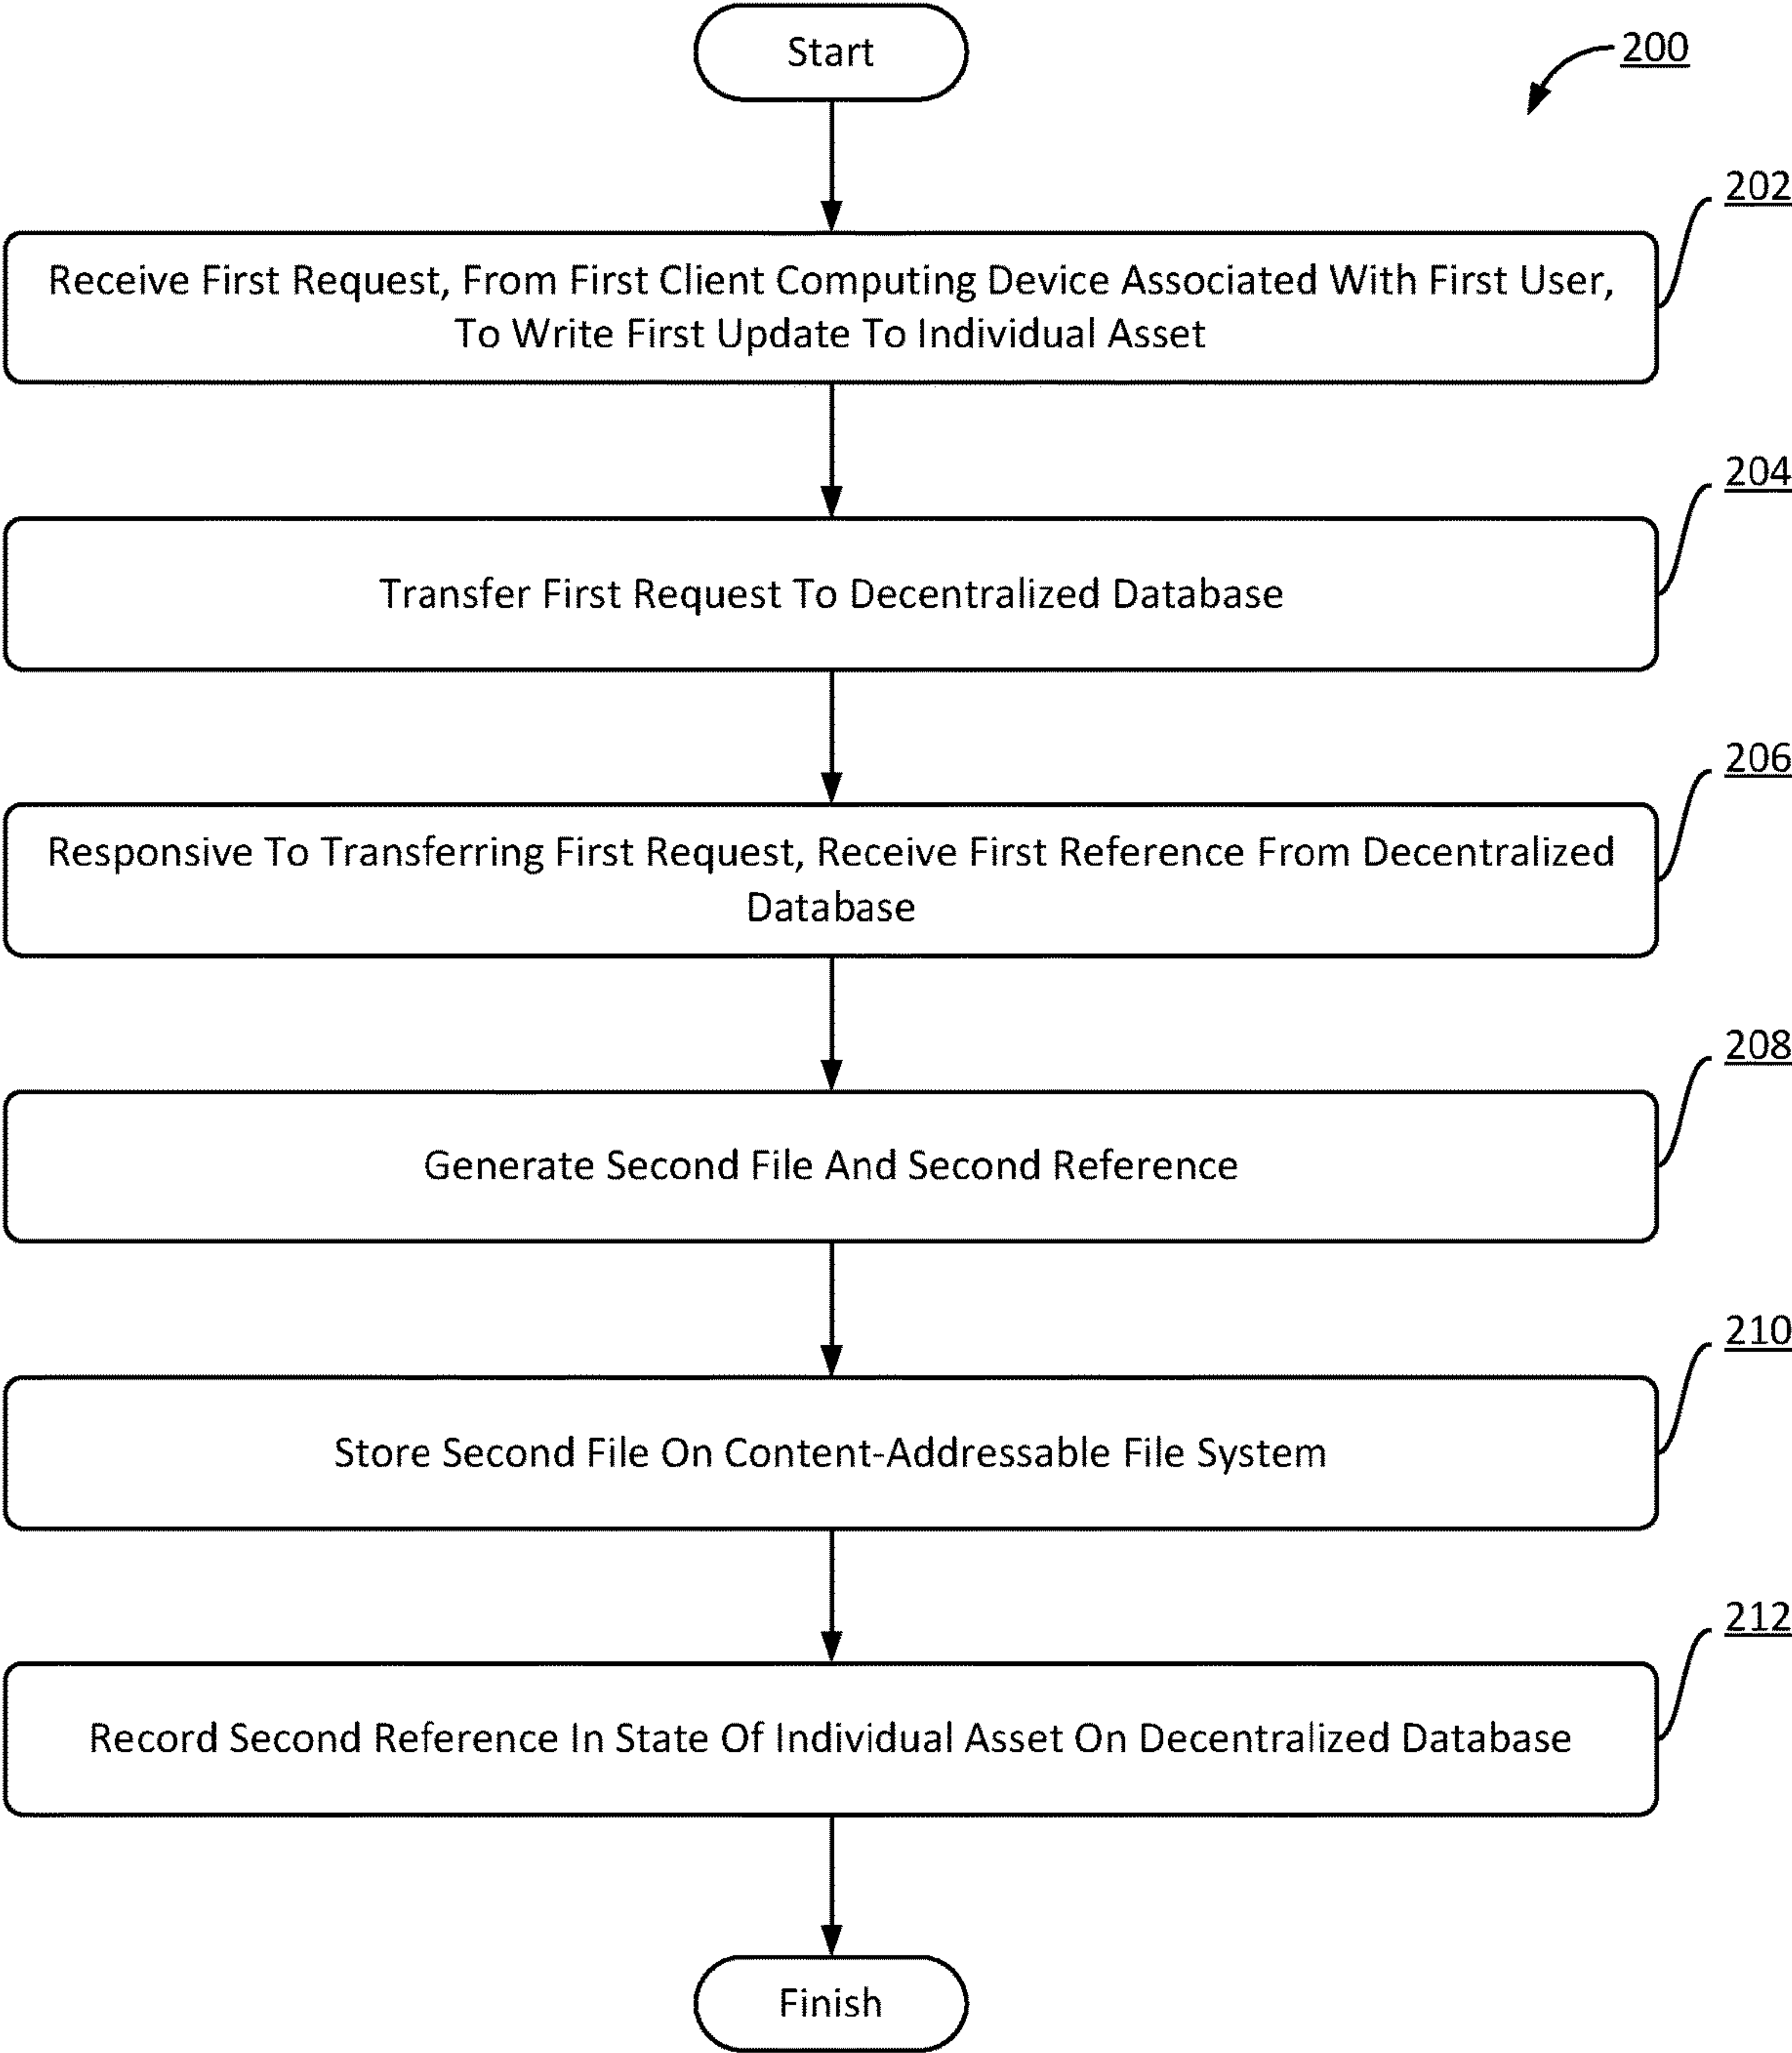 Start
200
202
Receive First Request, From First Client Computing Device Associated With First User,
To Write First Update To Individual Asset
204
Transfer First Request To Decentralized Database
206
Responsive To Transferring First Request, Receive First Reference From Decentralized
Database
208
Generate Second File And Second Reference
210
Store Second File On Content-Addressable File System
212
Record Second Reference In State Of Individual Asset On Decentralized Database
Finish